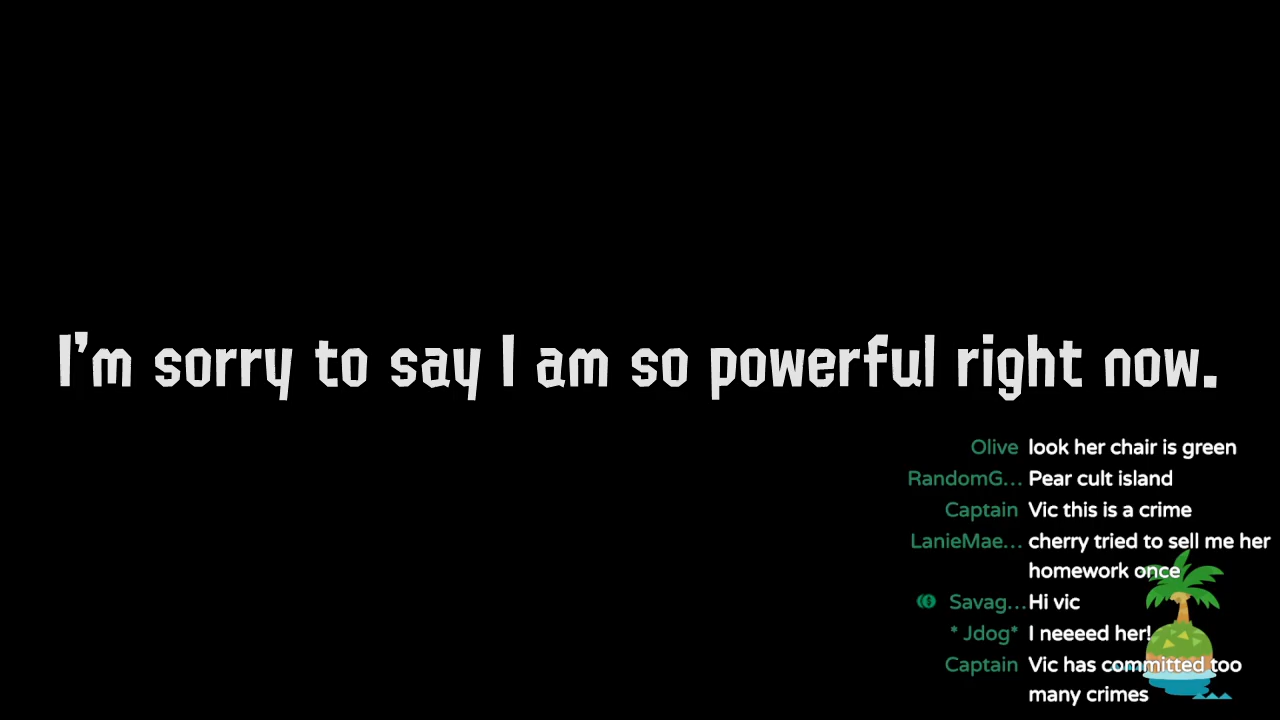 I'm sorry to say I am so powerful right now.
Olive look her chair is green
RandomG... Pear cult island
Captain Vic this is a crime
LanieMae... cherry tried to sell me her
homework once
Savag... Hi vic
* Jdog* I neeeed her!
Captain Vic has committed too
many crimes